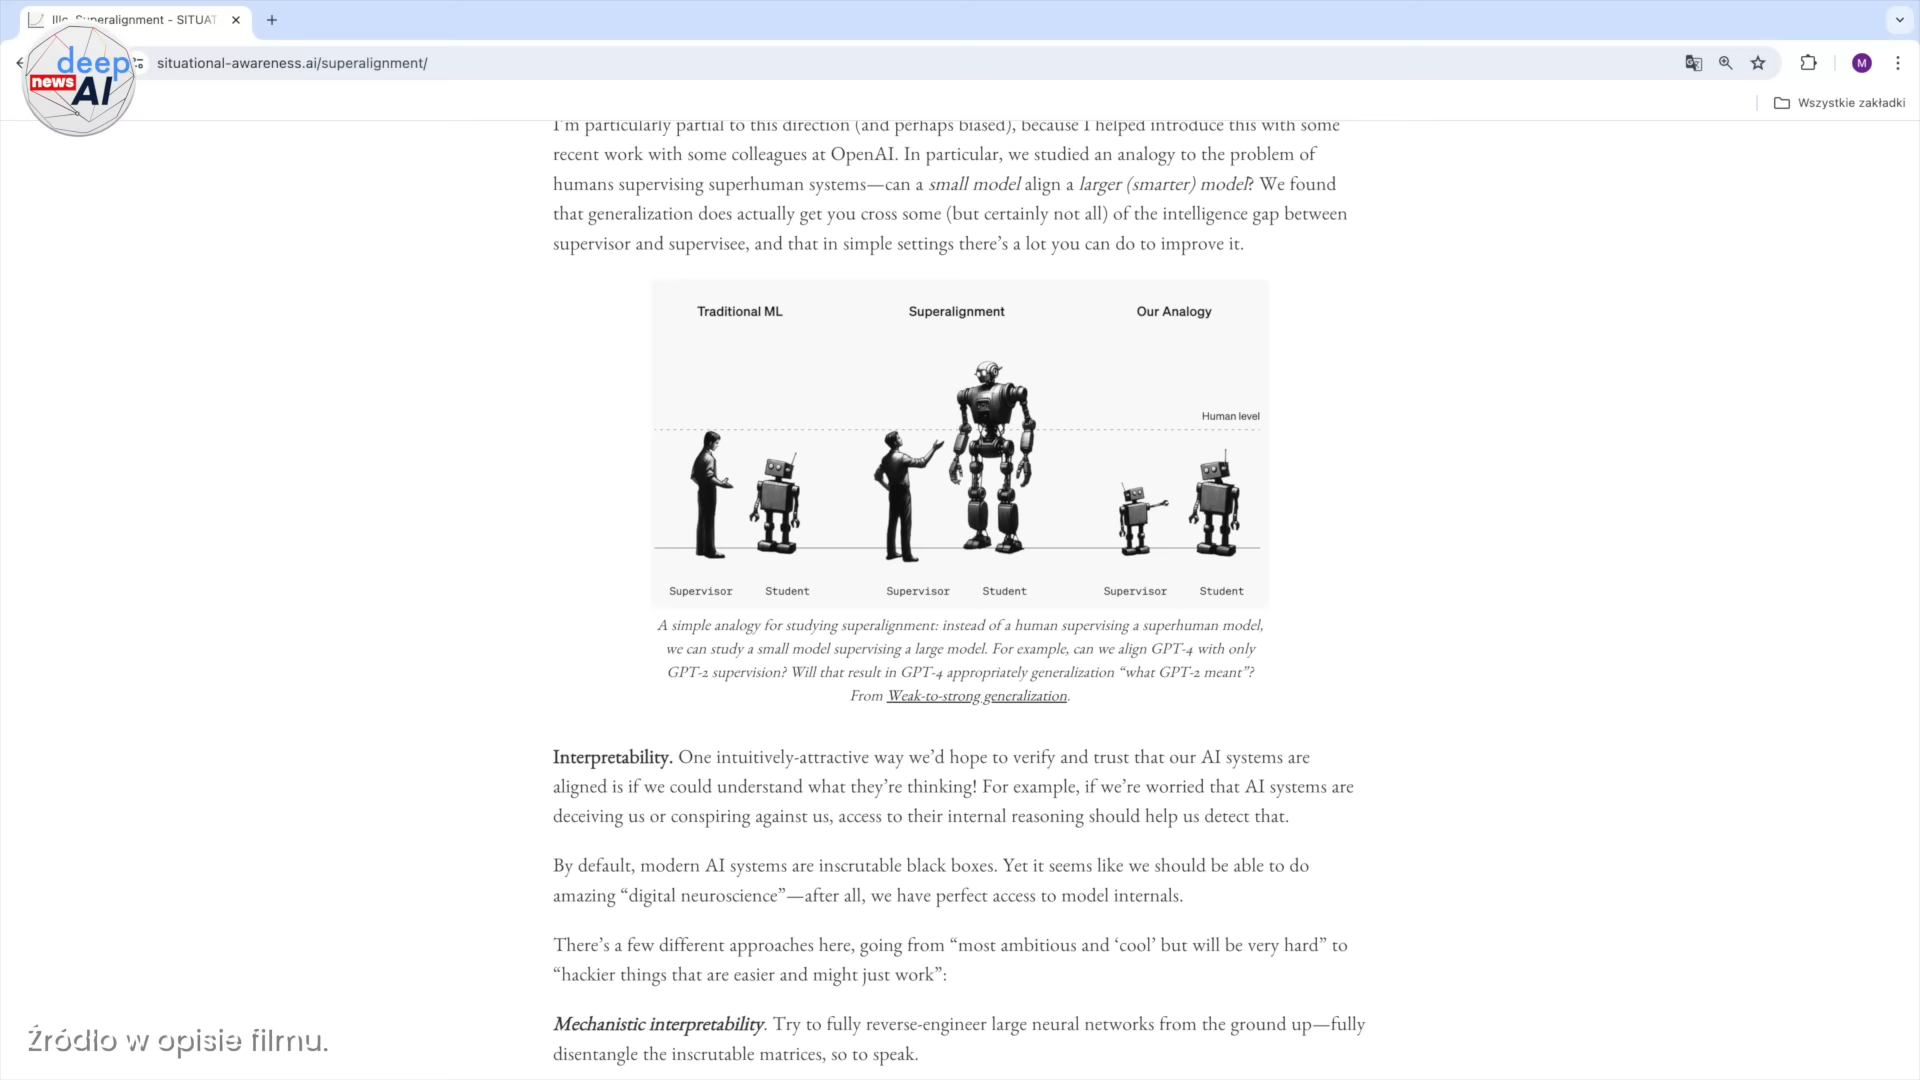 IIIc. Superalignment - SITUAT
deep
news
AI
situational-awareness.ai/superalignment/
M
Wszystkie zakładki
I'm particularly partial to this direction (and perhaps biased), because I helped introduce this with some
recent work with some colleagues at OpenAI. In particular, we studied an analogy to the problem of
humans supervising superhuman systems—can a small model align a larger (smarter) model? We found
that generalization does actually get you cross some (but certainly not all) of the intelligence gap between
supervisor and supervisee, and that in simple settings there's a lot you can do to improve it.
Traditional ML
Superalignment
Our Analogy
Human level
Supervisor Student
Supervisor Student
Supervisor Student
A simple analogy for studying superalignment: instead of a human supervising a superhuman model,
we can study a small model supervising a large model. For example, can we align GPT-4 with only
GPT-2 supervision? Will that result in GPT-4 appropriately generalization “what GPT-2 meant”?
From Weak-to-strong generalization.
Interpretability. One intuitively-attractive way we'd hope to verify and trust that our AI systems are
aligned is if we could understand what they're thinking! For example, if we're worried that AI systems are
deceiving us or conspiring against us, access to their internal reasoning should help us detect that.
By default, modern AI systems are inscrutable black boxes. Yet it seems like we should be able to do
amazing “digital neuroscience”—after all, we have perfect access to model internals.
There's a few different approaches here, going from “most ambitious and ‘cool’ but will be very hard” to
“hackier things that are easier and might just work”:
Mechanistic interpretability. Try to fully reverse-engineer large neural networks from the ground up—fully
disentangle the inscrutable matrices, so to speak.
Źródło w opisie filmu.